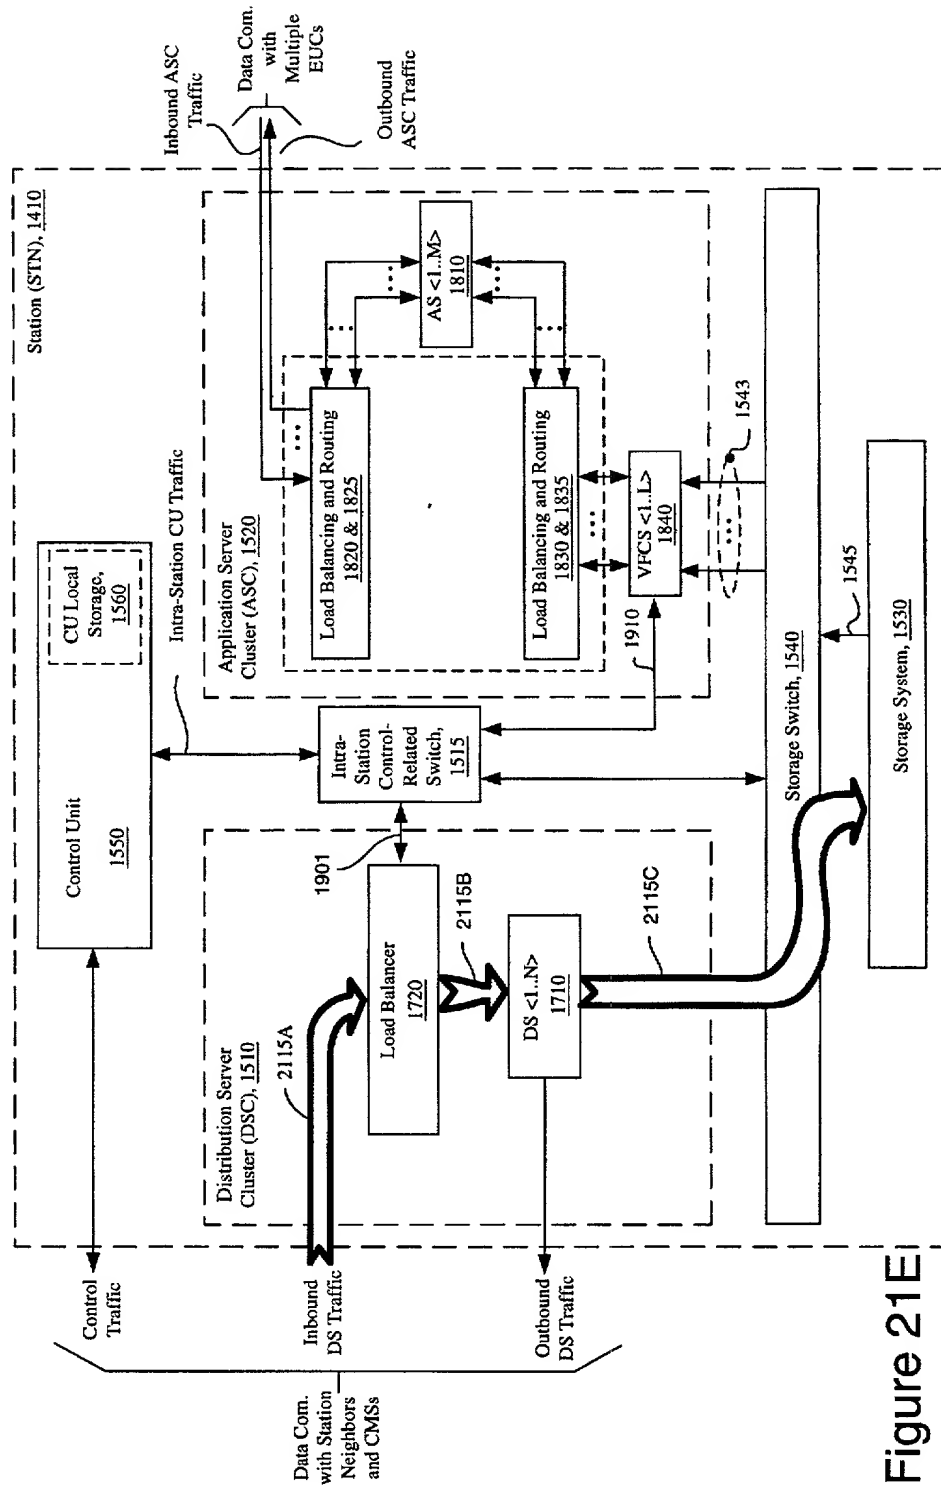 Station (STN), 1410
Control
Traffic
Control Unit
1550
CU Local
Storage,
1560
Intra-Station CU Traffic
Inbound ASC
Traffic
Data Com.
with
Multiple
EUCs
Outbound
ASC Traffic
Data Com.
with Station
Neighbors
and CMSs
Inbound
DS Traffic
Outbound
DS Traffic
Distribution Server
Cluster (DSC), 1510
2115A
Load Balancer
1720
1901
2115B
DS <1..N>
1710
2115C
Intra-
Station
Control-
Related
Switch,
1515
Application Server
Cluster (ASC), 1520
Load Balancing and Routing
1820 & 1825
AS <1..M>
1810
Load Balancing and Routing
1830 & 1835
1910
VFCS <1..L>
1840
1543
Storage Switch, 1540
1545
Storage System, 1530
Figure 21E